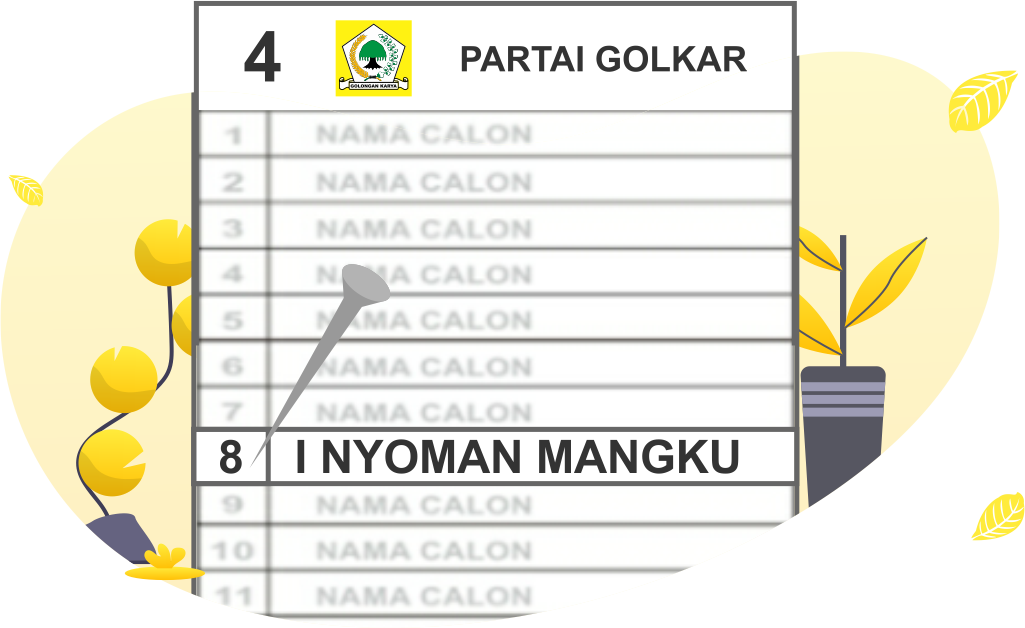 4 PARTAI GOLKAR
GOLONGAN KARYA
1 NAMA CALON
2 NAMA CALON
3 NAMA CALON
4 NAMA CALON
5 NAMA CALON
6 NAMA CALON
7 NAMA CALON
8 I NYOMAN MANGKU
9 NAMA CALON
10 NAMA CALON
11 NAMA CALON